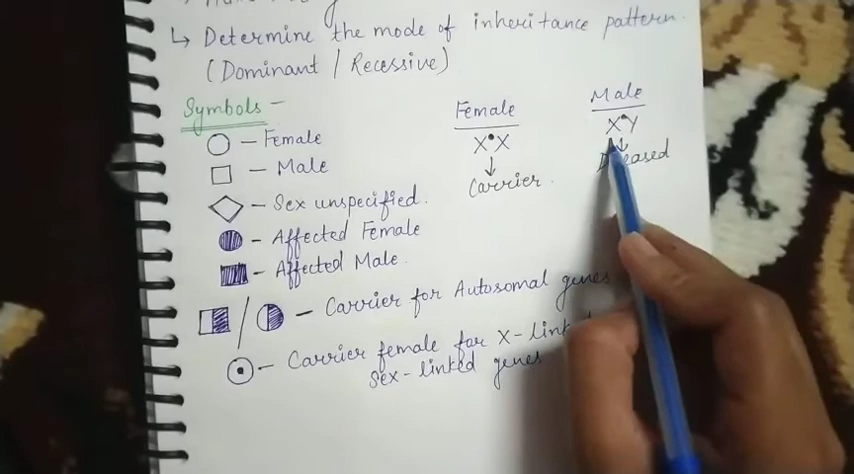 ↳ Determine the mode of inheritance pattern.
(Dominant / Recessive)
Symbols -
○ - Female
□ - Male
◇ - Sex unspecified.
- Affected Female
- Affected Male.
/ - Carrier for Autosomal genes
- Carrier female for X-linked
Sex-linked genes
Female
X•X
↓
Carrier.
Male
X•Y
↓